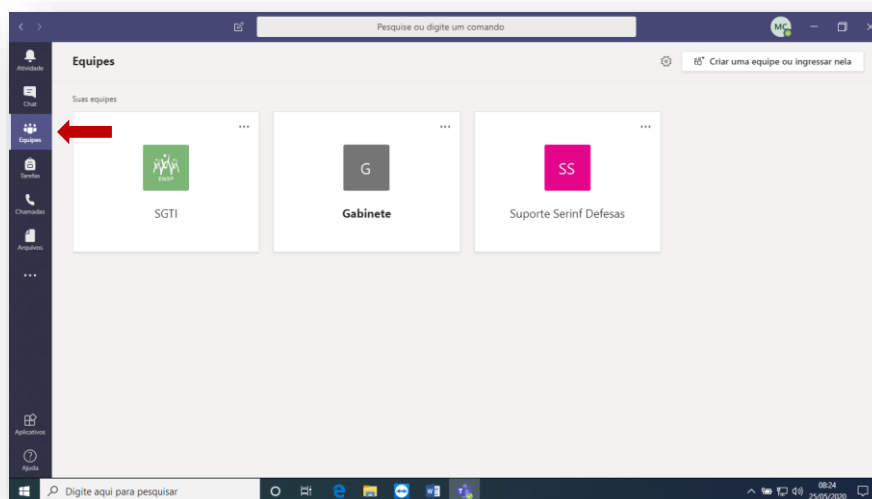 Pesquise ou digite um comando
MC
Atividade
Equipes
Criar uma equipe ou ingressar nela
Chat
Suas equipes
Equipes
Tarefas
ENSP
G
SS
Chamadas
SGTI
Gabinete
Suporte Serinf Defesas
Arquivos
Aplicativos
Ajuda
Digite aqui para pesquisar
08:24
25/05/2020